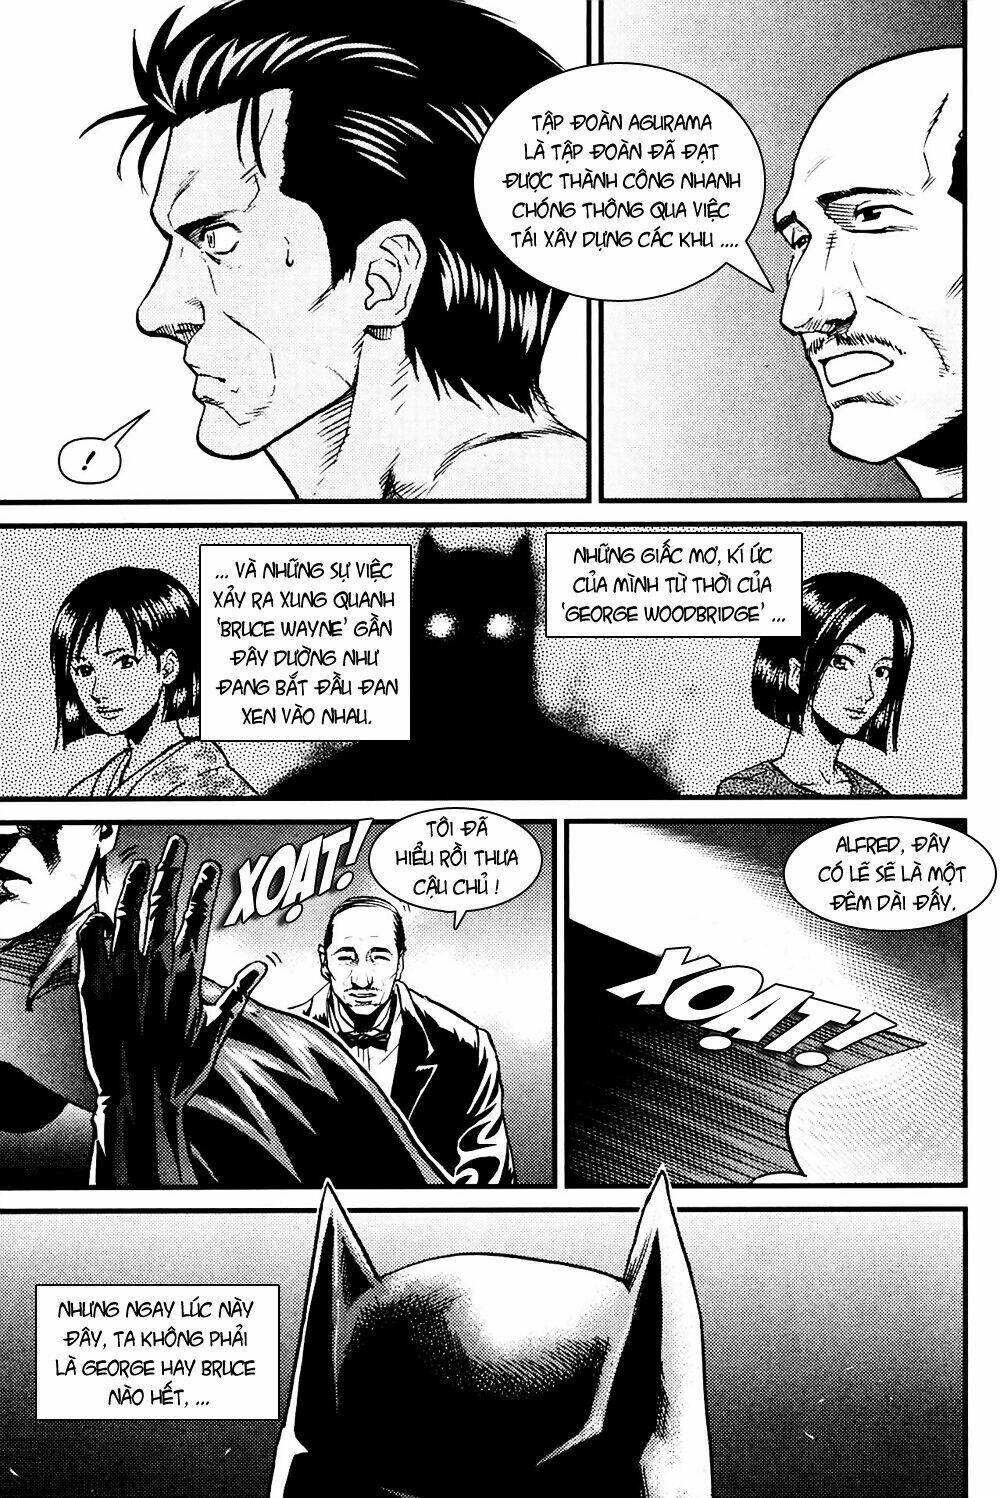 TẬP ĐOÀN AGURAMA
LÀ TẬP ĐOÀN ĐÃ ĐẠT
ĐƯỢC THÀNH CÔNG NHANH
CHÓNG THÔNG QUA VIỆC
TÁI XÂY DỰNG CÁC KHU ....
!
NHỮNG GIẤC MƠ, KÍ ỨC
CỦA MÌNH TỪ THỜI CỦA
'GEORGE WOODBRIDGE' ...
... VÀ NHỮNG SỰ VIỆC
XẢY RA XUNG QUANH
'BRUCE WAYNE' GẦN
ĐÂY DƯỜNG NHƯ
ĐANG BẮT ĐẦU ĐAN
XEN VÀO NHAU.
ALFRED, ĐÂY
CÓ LẼ SẼ LÀ MỘT
ĐÊM DÀI ĐẤY.
XOẠT!
TÔI ĐÃ
HIỂU RỒI THƯA
CẬU CHỦ !
XOẠT!
NHƯNG NGAY LÚC NÀY
ĐÂY, TA KHÔNG PHẢI
LÀ GEORGE HAY BRUCE
NÀO HẾT, ...